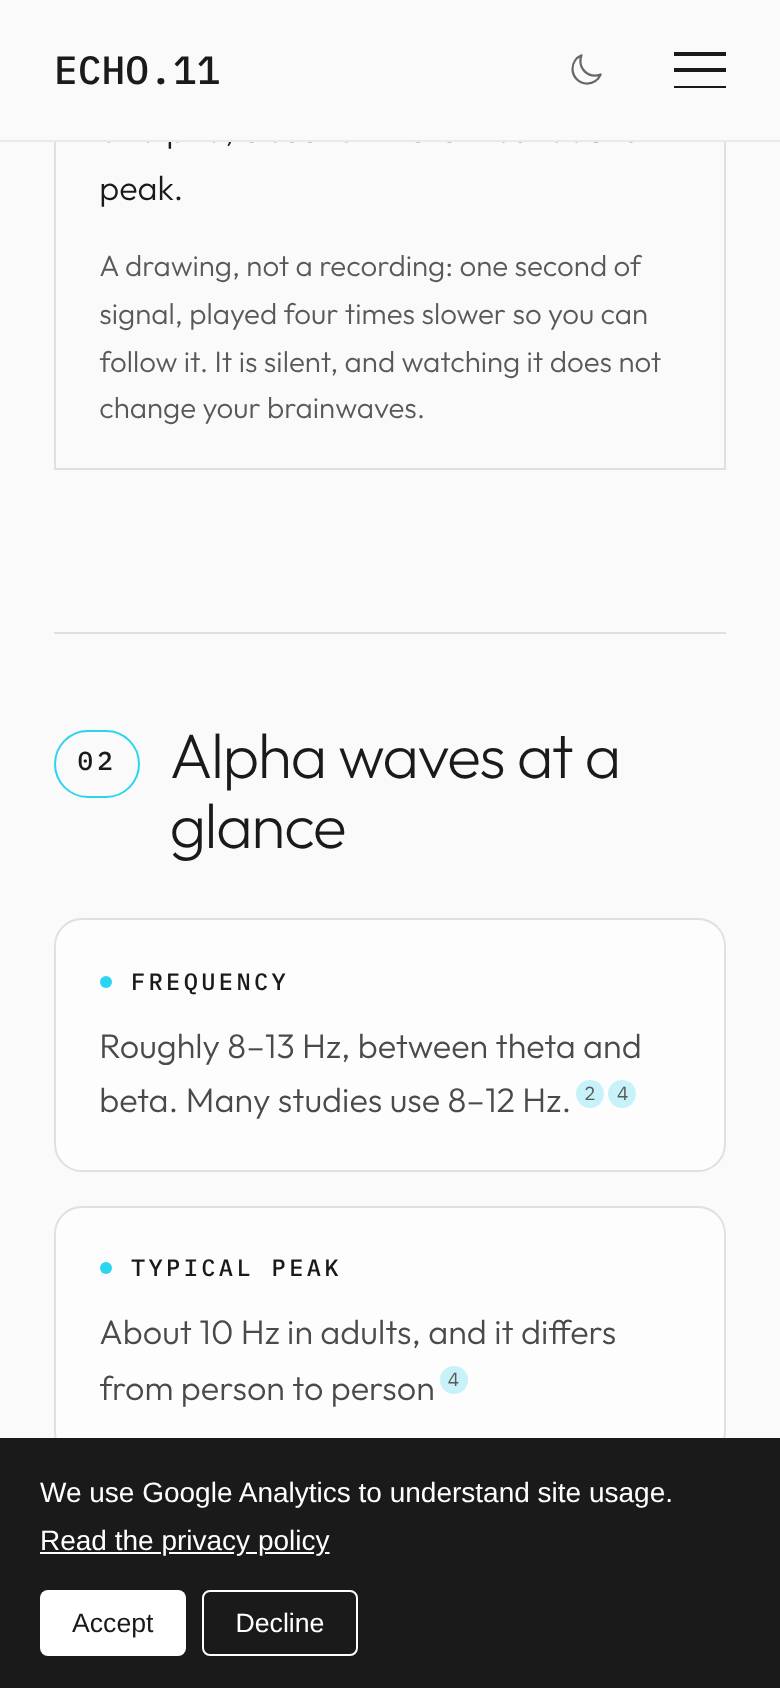 ECHO.11
peak.
A drawing, not a recording: one second of
signal, played four times slower so you can
follow it. It is silent, and watching it does not
change your brainwaves.
02
Alpha waves at a
glance
FREQUENCY
Roughly 8–13 Hz, between theta and
beta. Many studies use 8–12 Hz. 2 4
TYPICAL PEAK
About 10 Hz in adults, and it differs
from person to person 4
We use Google Analytics to understand site usage.
Read the privacy policy
Accept Decline